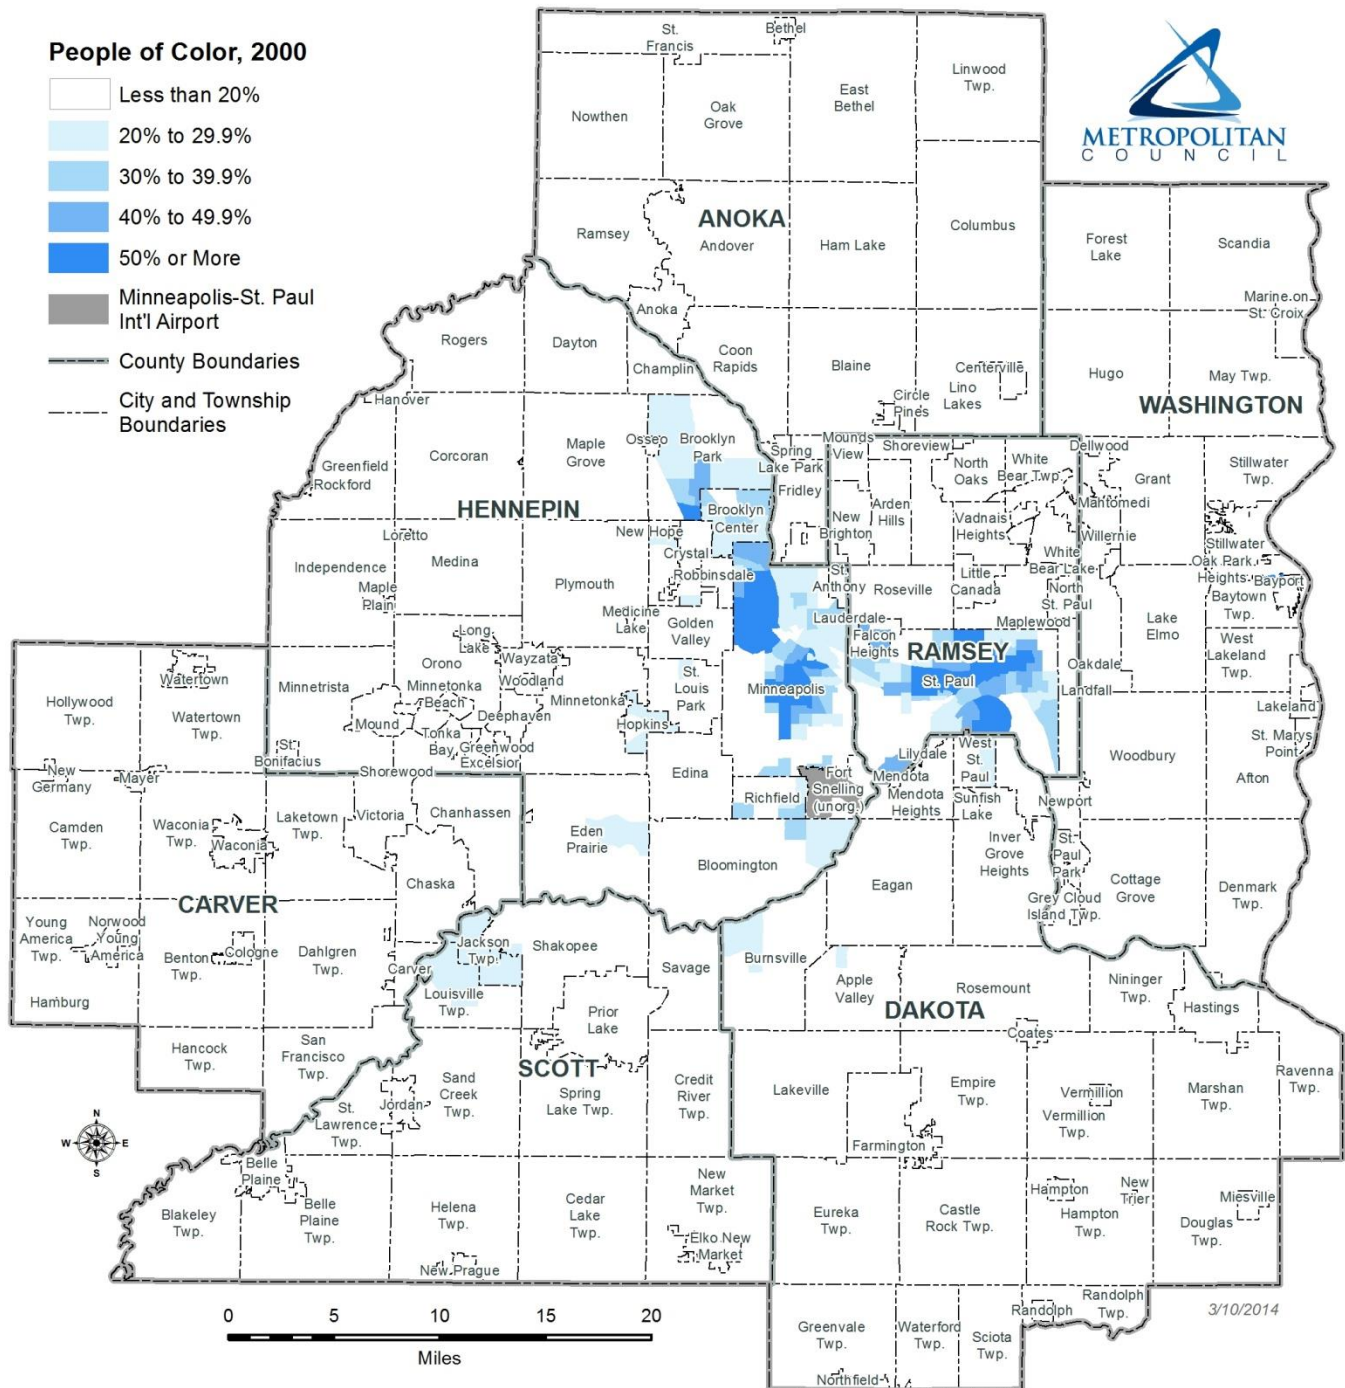 People of Color, 2000
Less than 20%
20% to 29.9%
30% to 39.9%
40% to 49.9%
50% or More
Minneapolis-St. Paul
Int'l Airport
County Boundaries
City and Township
Boundaries
METROPOLITAN
COUNCIL
St.
Francis
Bethel
Linwood
Twp.
East
Bethel
Oak
Grove
Nowthen
ANOKA
Ramsey
Andover
Ham Lake
Columbus
Forest
Lake
Scandia
Marine on
St. Croix
Anoka
Rogers
Dayton
Champlin
Coon
Rapids
Blaine
Centerville
Lino
Lakes
Circle
Pines
Hugo
May Twp.
WASHINGTON
Hanover
Corcoran
Maple
Grove
Osseo
Brooklyn
Park
Spring
Lake Park
Mounds
View
Shoreview
North
Oaks
White
Bear Twp.
Dellwood
Grant
Stillwater
Twp.
Greenfield
Rockford
HENNEPIN
Fridley
Arden
Hills
Mahtomedi
Brooklyn
Center
New
Brighton
Vadnais
Heights
Willernie
Stillwater
Loretto
Medina
Independence
New Hope
Crystal
Robbinsdale
White
Bear Lake
Oak Park
Heights
Bayport
Baytown
Twp.
Maple
Plain
Plymouth
St.
Anthony
Roseville
Little
Canada
North
St. Paul
Medicine
Lake
Golden
Valley
Lauderdale
Falcon
Heights
Maplewood
Lake
Elmo
RAMSEY
West
Lakeland
Twp.
Long
Lake
Orono
Wayzata
Woodland
Oakdale
Landfall
Hollywood
Twp.
Watertown
Watertown
Twp.
Minnetrista
Minnetonka
Beach
Minnetonka
St.
Louis
Park
Minneapolis
St. Paul
Lakeland
Mound
Tonka
Bay
Deephaven
Greenwood
Excelsior
Hopkins
St.
Bonifacius
Shorewood
Edina
Lilydale
West
St.
Paul
Woodbury
St. Marys
Point
Afton
New
Germany
Mayer
Richfield
Fort
Snelling
(unorg.)
Mendota
Mendota
Heights
Sunfish
Lake
Newport
Camden
Twp.
Waconia
Twp.
Waconia
Laketown
Twp.
Victoria
Chanhassen
Eden
Prairie
Bloomington
Inver
Grove
Heights
St.
Paul
Park
Cottage
Grove
Denmark
Twp.
Chaska
Eagan
Grey Cloud
Island Twp.
CARVER
Young
America
Twp.
Norwood
Young
America
Benton
Twp.
Cologne
Dahlgren
Twp.
Carver
Jackson
Twp.
Shakopee
Savage
Burnsville
Apple
Valley
Rosemount
Nininger
Twp.
Hastings
Hamburg
Louisville
Twp.
Prior
Lake
DAKOTA
Coates
Hancock
Twp.
San
Francisco
Twp.
SCOTT
Sand
Creek
Twp.
Spring
Lake Twp.
Credit
River
Twp.
Lakeville
Empire
Twp.
Vermillion
Vermillion
Twp.
Marshan
Twp.
Ravenna
Twp.
St.
Lawrence
Twp.
Jordan
Farmington
N
W
E
S
Belle
Plaine
Blakeley
Twp.
Belle
Plaine
Twp.
Helena
Twp.
Cedar
Lake
Twp.
New
Market
Twp.
Elko New
Market
Eureka
Twp.
Castle
Rock Twp.
Hampton
Hampton
Twp.
New
Trier
Miesville
Douglas
Twp.
New Prague
Randolph
Randolph
Twp.
Greenvale
Twp.
Waterford
Twp.
Sciota
Twp.
Northfield
0 5 10 15 20
Miles
3/10/2014